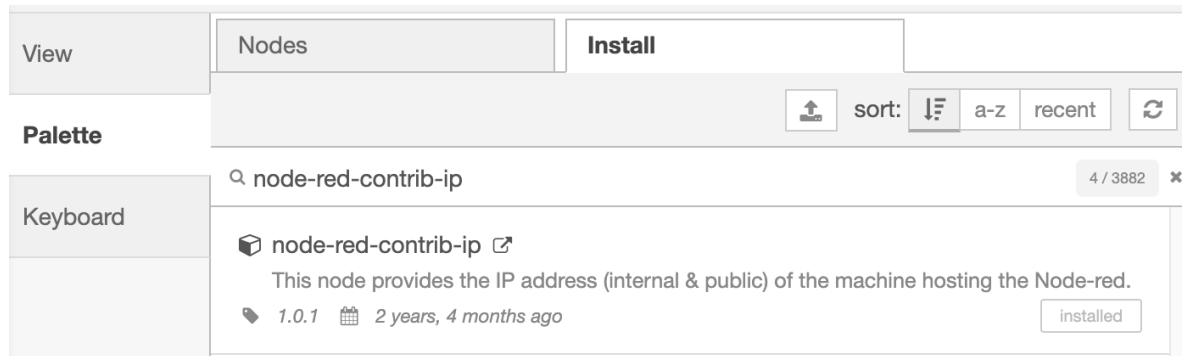 View
Palette
Keyboard
Nodes
Install
sort: a-z recent
node-red-contrib-ip
4 / 3882
node-red-contrib-ip
This node provides the IP address (internal & public) of the machine hosting the Node-red.
1.0.1 2 years, 4 months ago
installed